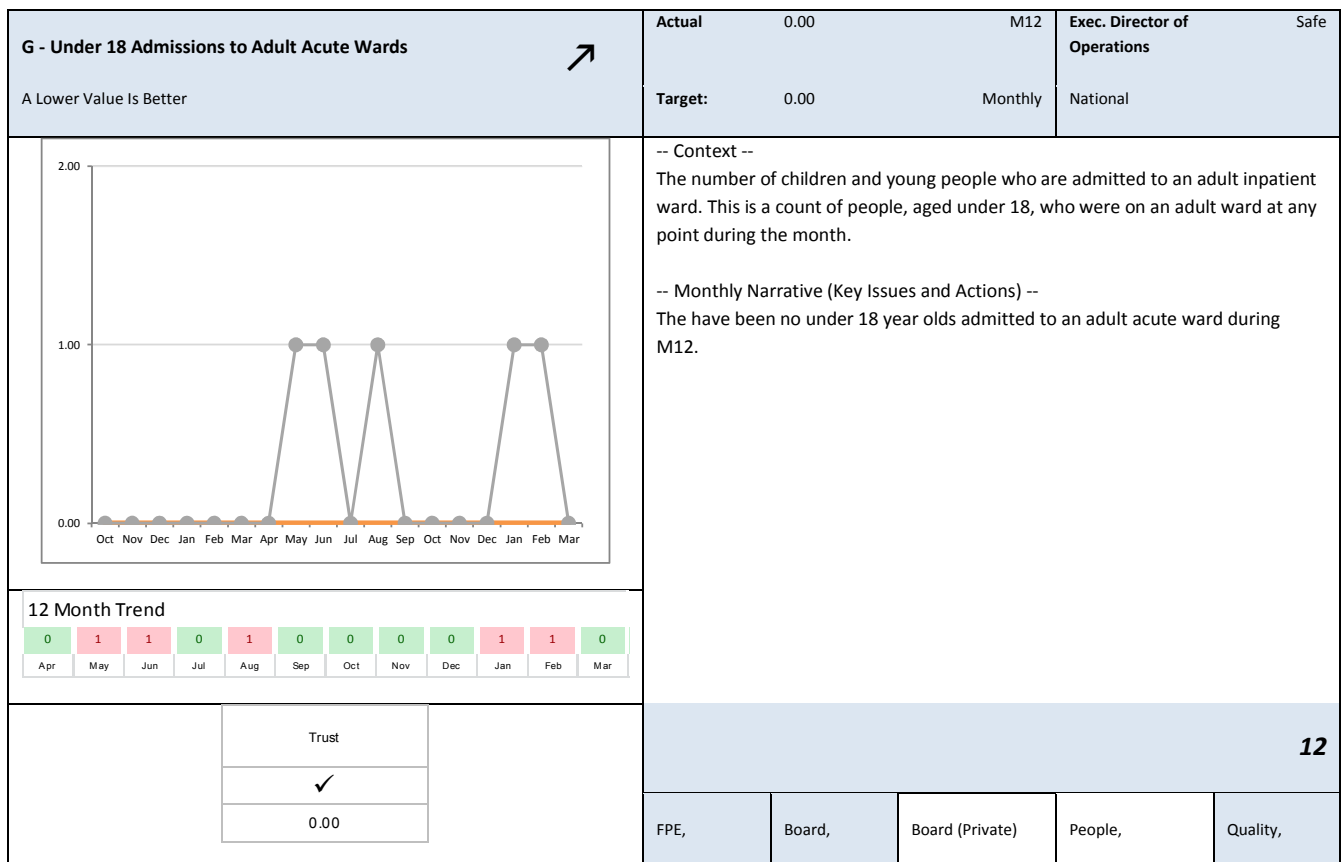 G - Under 18 Admissions to Adult Acute Wards ↗
A Lower Value Is Better
Actual 0.00 M12
Target: 0.00 Monthly
Exec. Director of Safe
Operations
National
2.00
1.00
0.00
Oct Nov Dec Jan Feb Mar Apr May Jun Jul Aug Sep Oct Nov Dec Jan Feb Mar
12 Month Trend
0 1 1 0 1 0 0 0 0 1 1 0
Apr May Jun Jul Aug Sep Oct Nov Dec Jan Feb Mar
Trust
✓
0.00
-- Context --
The number of children and young people who are admitted to an adult inpatient
ward. This is a count of people, aged under 18, who were on an adult ward at any
point during the month.
-- Monthly Narrative (Key Issues and Actions) --
The have been no under 18 year olds admitted to an adult acute ward during
M12.
12
FPE, Board, Board (Private) People, Quality,